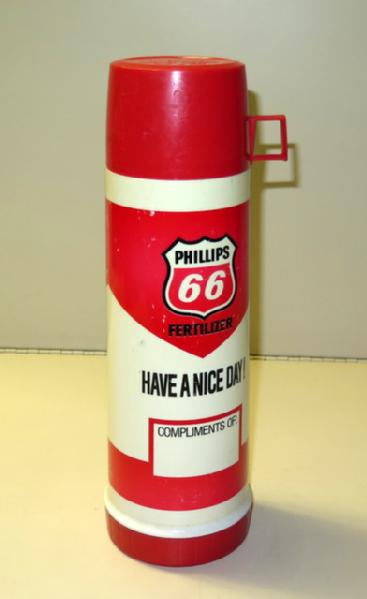 PHILLIPS
66
FERTILIZER
HAVE A NICE DAY!
COMPLIMENTS OF: